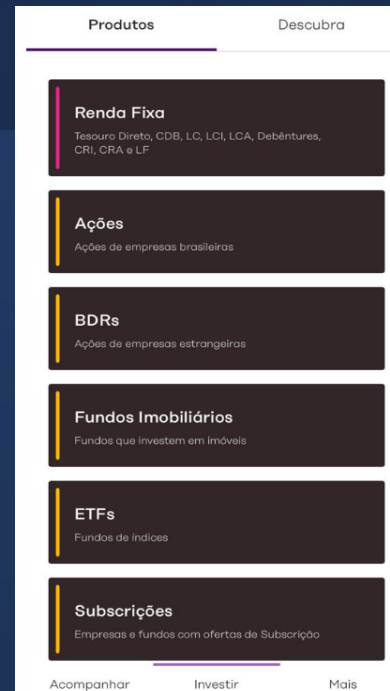 Produtos Descubra
Renda Fixa
Tesouro Direto, CDB, LC, LCI, LCA, Debêntures,
CRI, CRA e LF
Ações
Ações de empresas brasileiras
BDRs
Ações de empresas estrangeiras
Fundos Imobiliários
Fundos que investem em imóveis
ETFs
Fundos de índices
Subscrições
Empresas e fundos com ofertas de Subscrição
Acompanhar Investir Mais